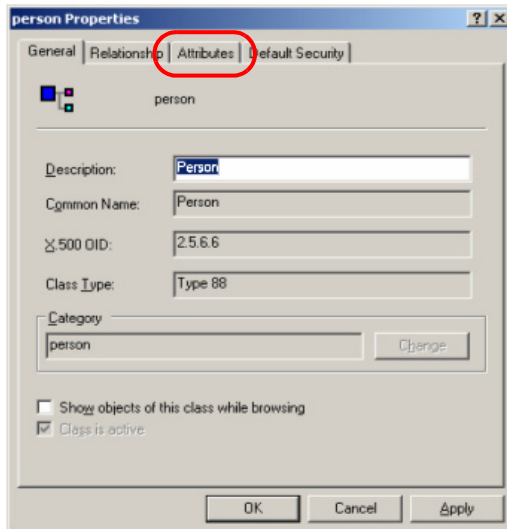 person Properties
General Relationship Attributes Default Security
person
Description: Person
Common Name: Person
X.500 OID: 2.5.6.6
Class Type: Type 88
Category
person Change
Show objects of this class while browsing
Class is active
OK Cancel Apply